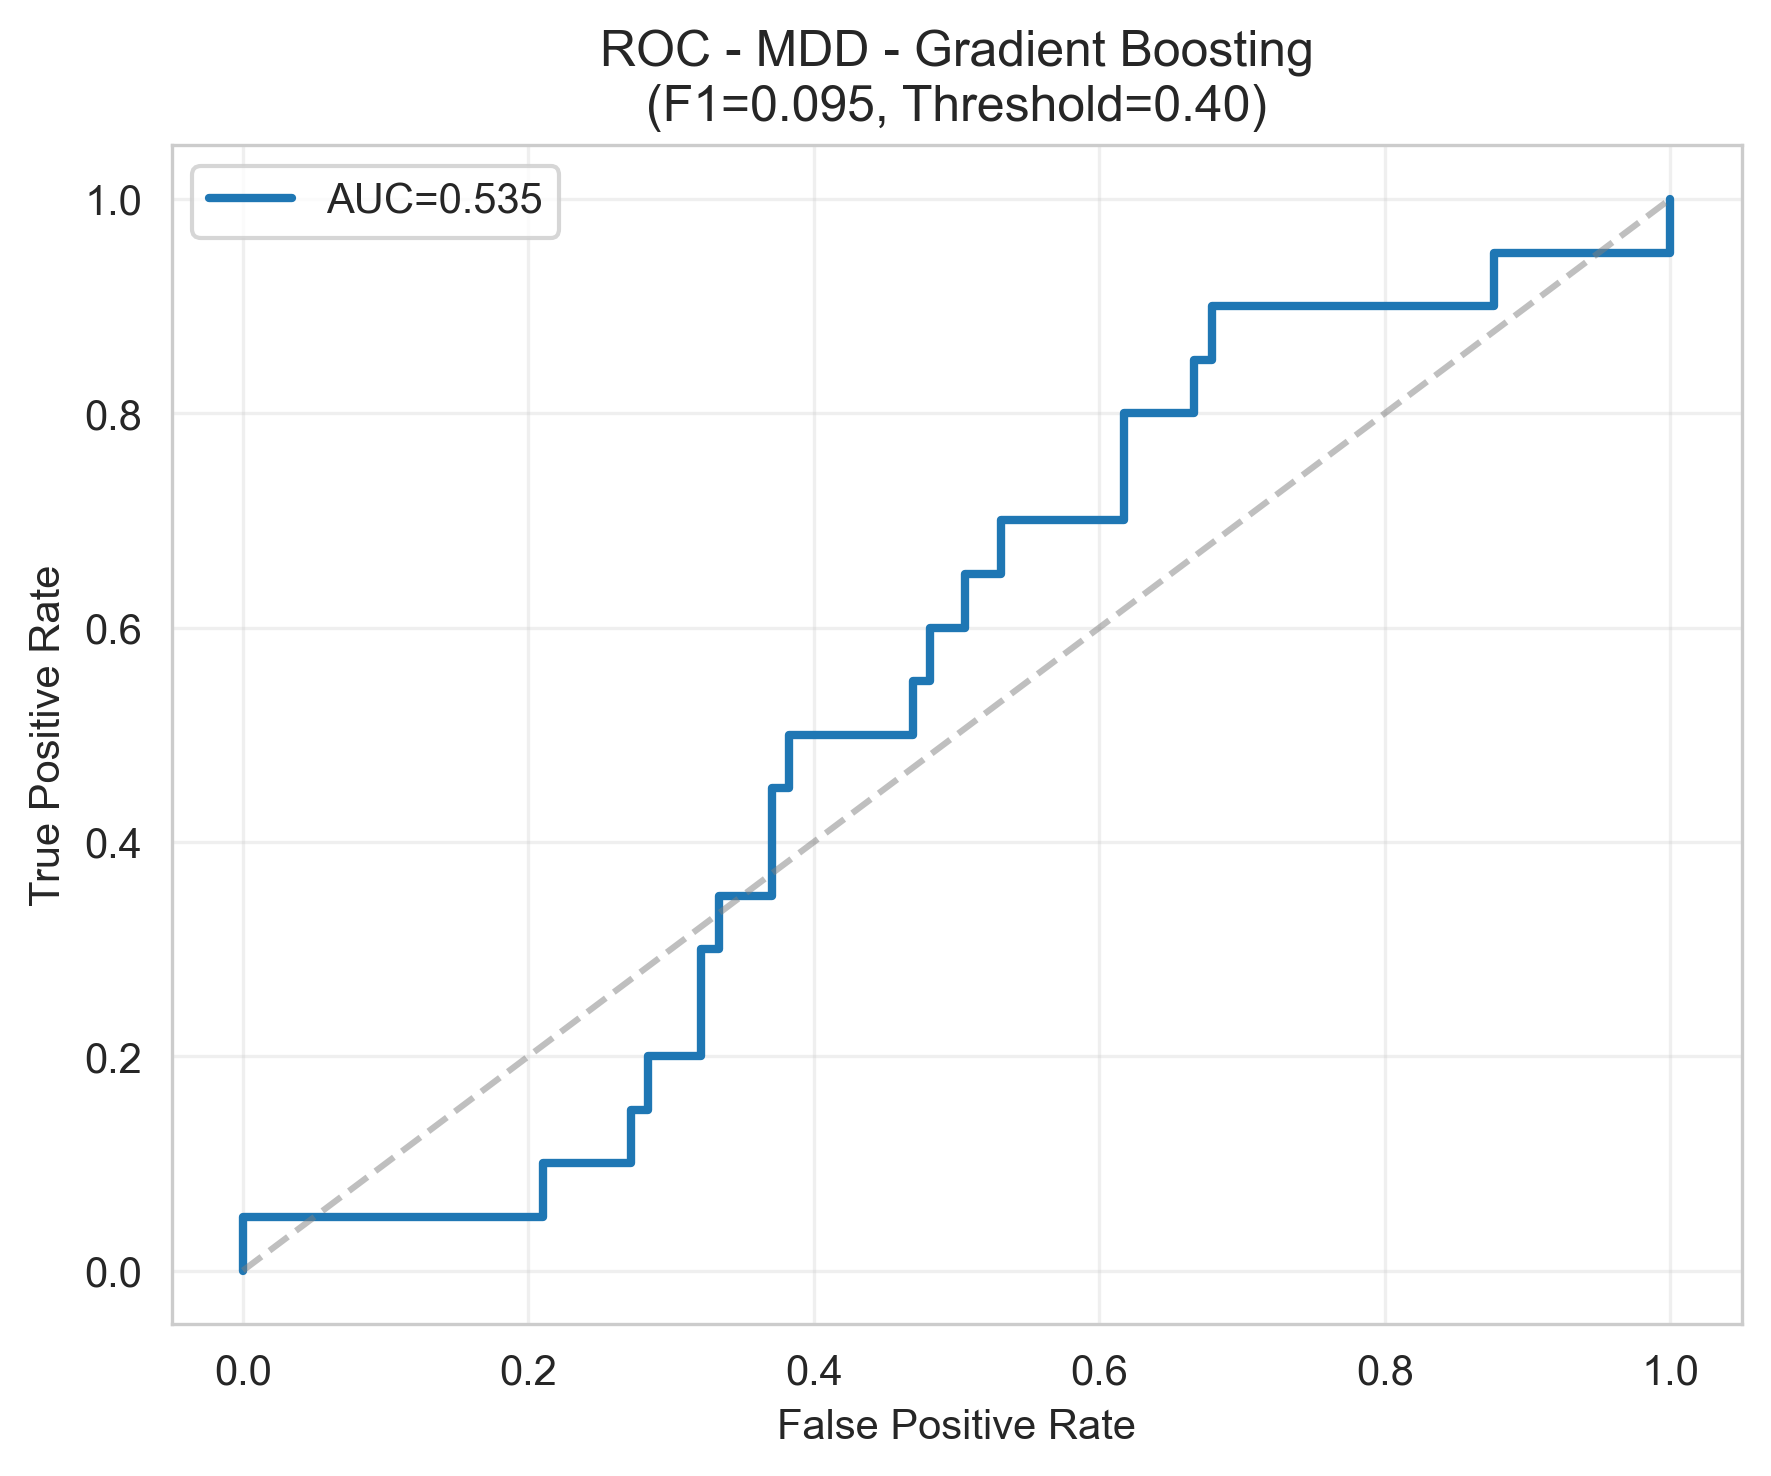 ROC - MDD - Gradient Boosting
(F1=0.095, Threshold=0.40)
AUC=0.535
1.0
0.8
0.6
0.4
0.2
0.0
True Positive Rate
0.0 0.2 0.4 0.6 0.8 1.0
False Positive Rate